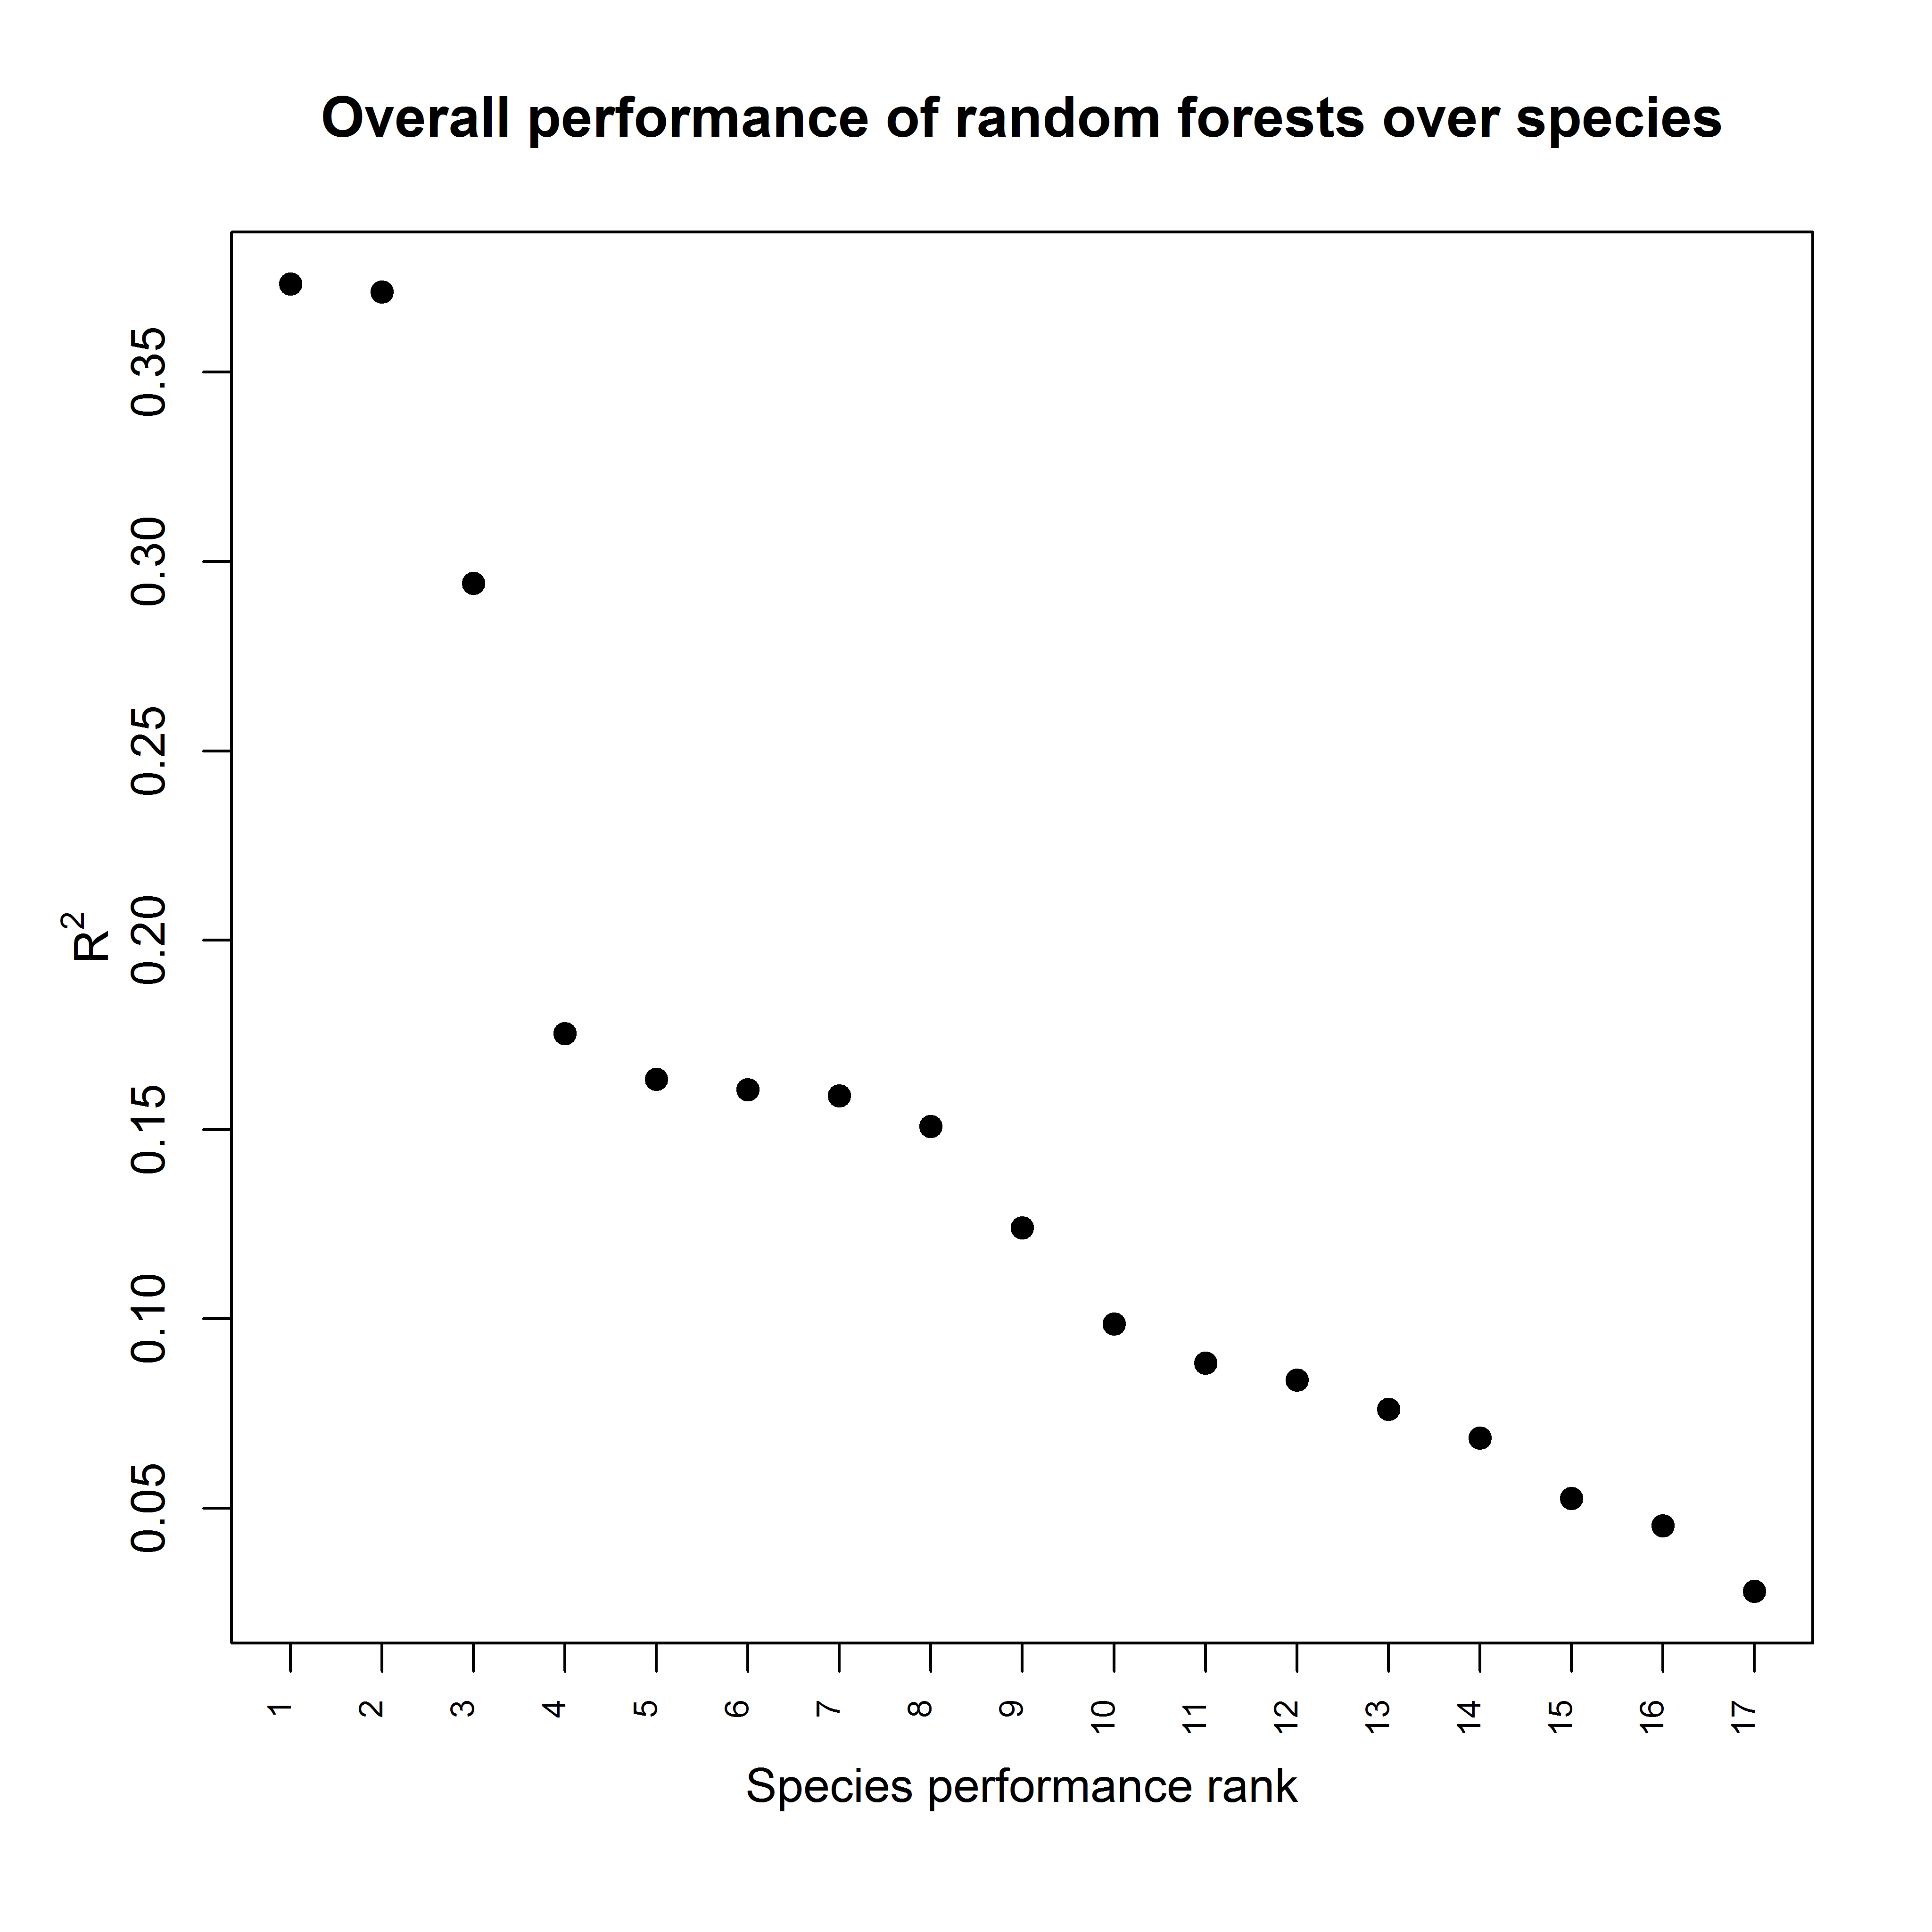 Overall performance of random forests over species
R²
0.35
0.30
0.25
0.20
0.15
0.10
0.05
1 2 3 4 5 6 7 8 9 10 11 12 13 14 15 16 17
Species performance rank